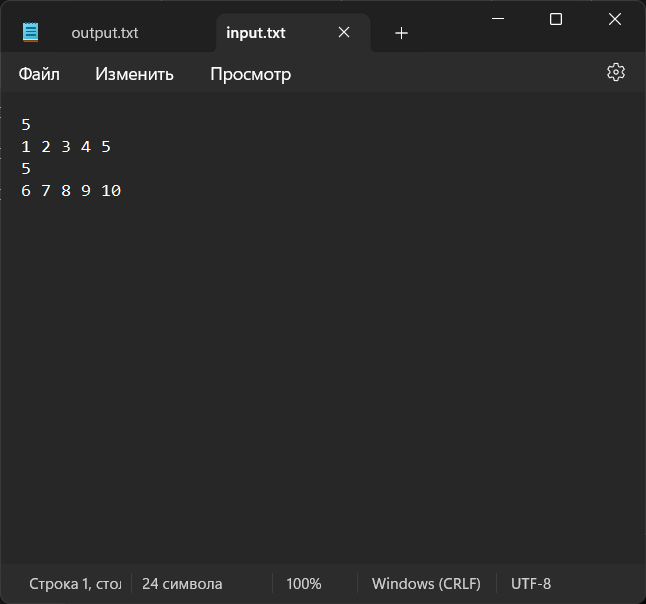 output.txt
input.txt
Файл Изменить Просмотр
5
1 2 3 4 5
5
6 7 8 9 10
Строка 1, 24 символа 100% Windows (CRLF) UTF-8